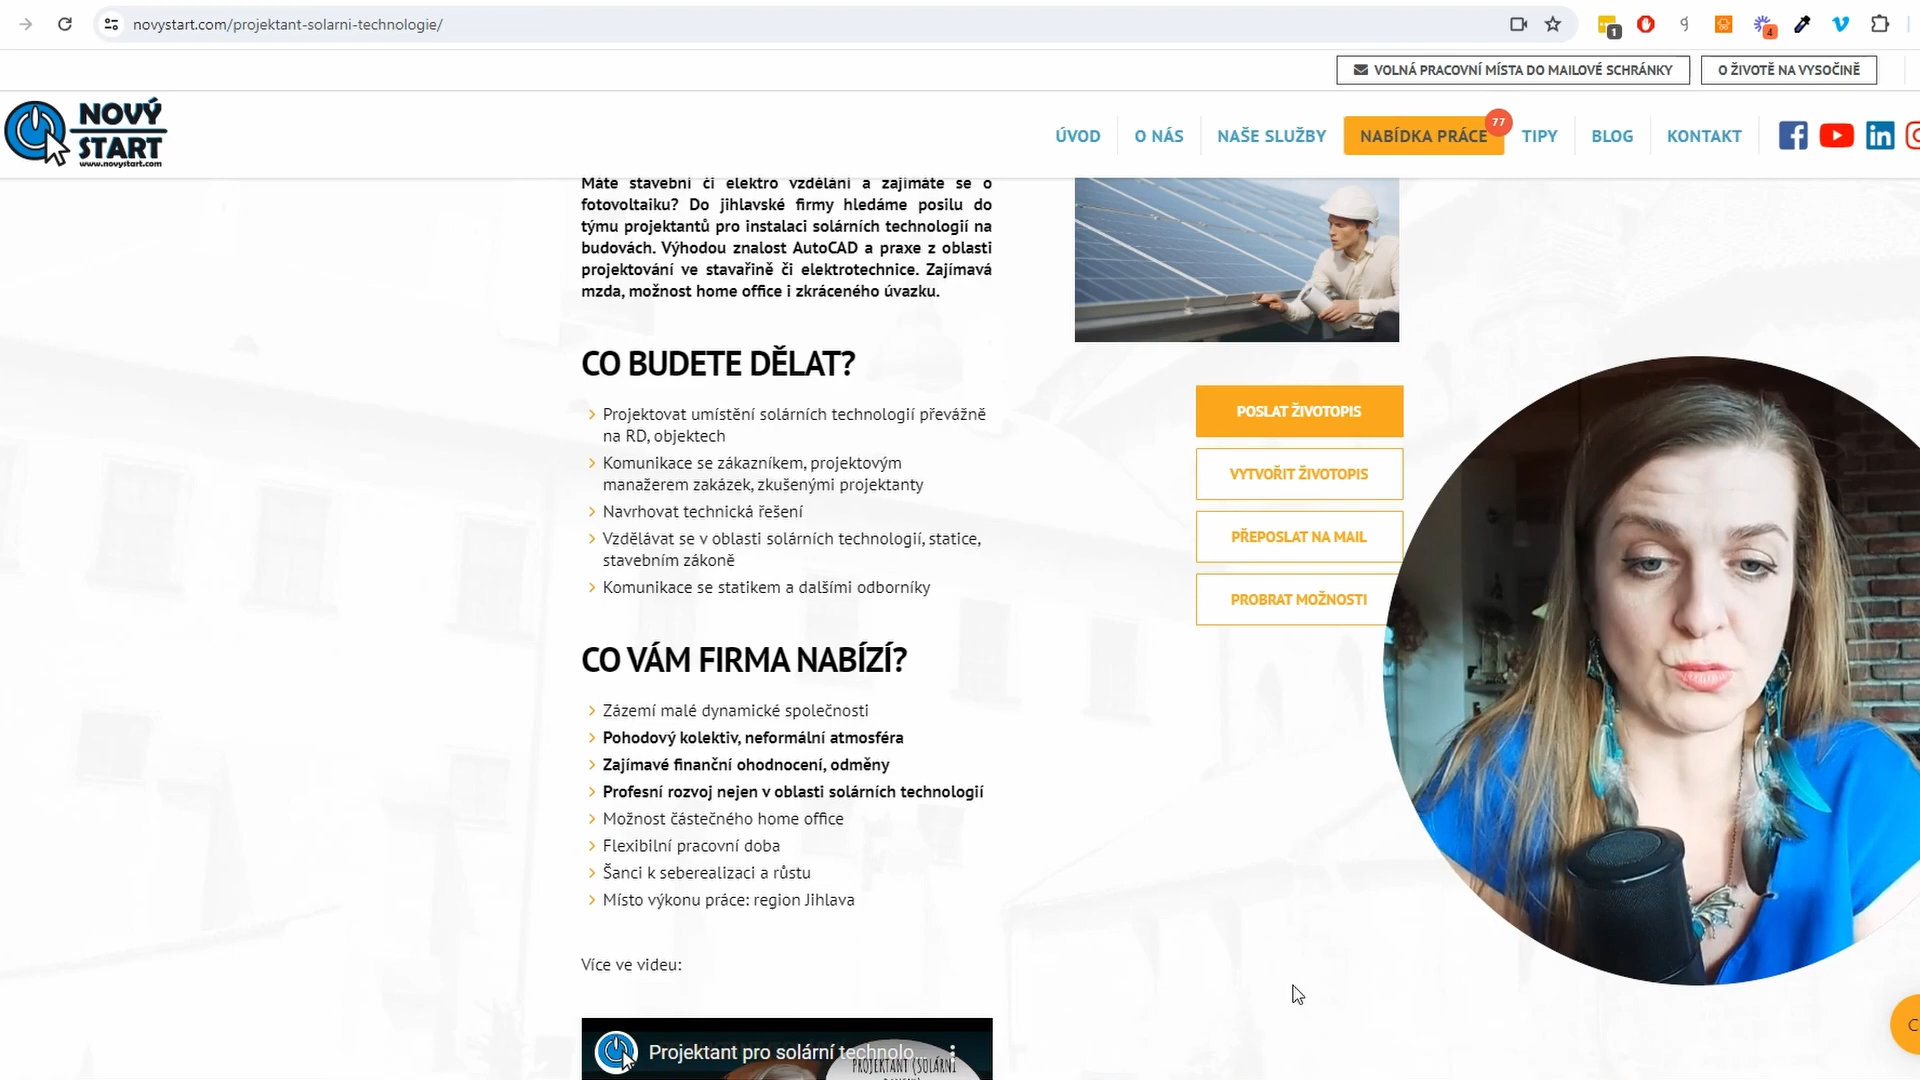 novystart.com/projektant-solarni-technologie/
1
4
VOLNÁ PRACOVNÍ MÍSTA DO MAILOVÉ SCHRÁNKY
O ŽIVOTĚ NA VYSOČINĚ
NOVÝ
START
www.novystart.com
ÚVOD
O NÁS
NAŠE SLUŽBY
NABÍDKA PRÁCE
77
TIPY
BLOG
KONTAKT
Máte stavební či elektro vzdělání a zajímáte se o
fotovoltaiku? Do jihlavské firmy hledáme posilu do
týmu projektantů pro instalaci solárních technologií na
budovách. Výhodou znalost AutoCAD a praxe z oblasti
projektování ve stavařině či elektrotechnice. Zajímavá
mzda, možnost home office i zkráceného úvazku.
CO BUDETE DĚLAT?
Projektovat umístění solárních technologií převážně
na RD, objektech
Komunikace se zákazníkem, projektovým
manažerem zakázek, zkušenými projektanty
Navrhovat technická řešení
Vzdělávat se v oblasti solárních technologií, statice,
stavebním zákoně
Komunikace se statikem a dalšími odborníky
POSLAT ŽIVOTOPIS
VYTVOŘIT ŽIVOTOPIS
PŘEPOSLAT NA MAIL
PROBRAT MOŽNOSTI
CO VÁM FIRMA NABÍZÍ?
Zázemí malé dynamické společnosti
Pohodový kolektiv, neformální atmosféra
Zajímavé finanční ohodnocení, odměny
Profesní rozvoj nejen v oblasti solárních technologií
Možnost částečného home office
Flexibilní pracovní doba
Šanci k seberealizaci a růstu
Místo výkonu práce: region Jihlava
Více ve videu:
Projektant pro solární technolo...
PROJEKTANT (SOLÁRNÍ